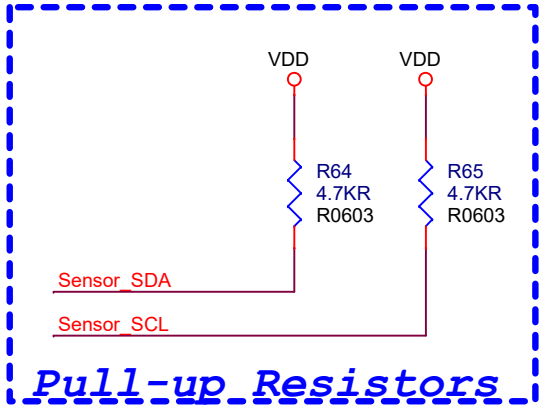 VDD VDD
R64 R65
4.7KR 4.7KR
R0603 R0603
Sensor_SDA
Sensor_SCL
Pull-up Resistors